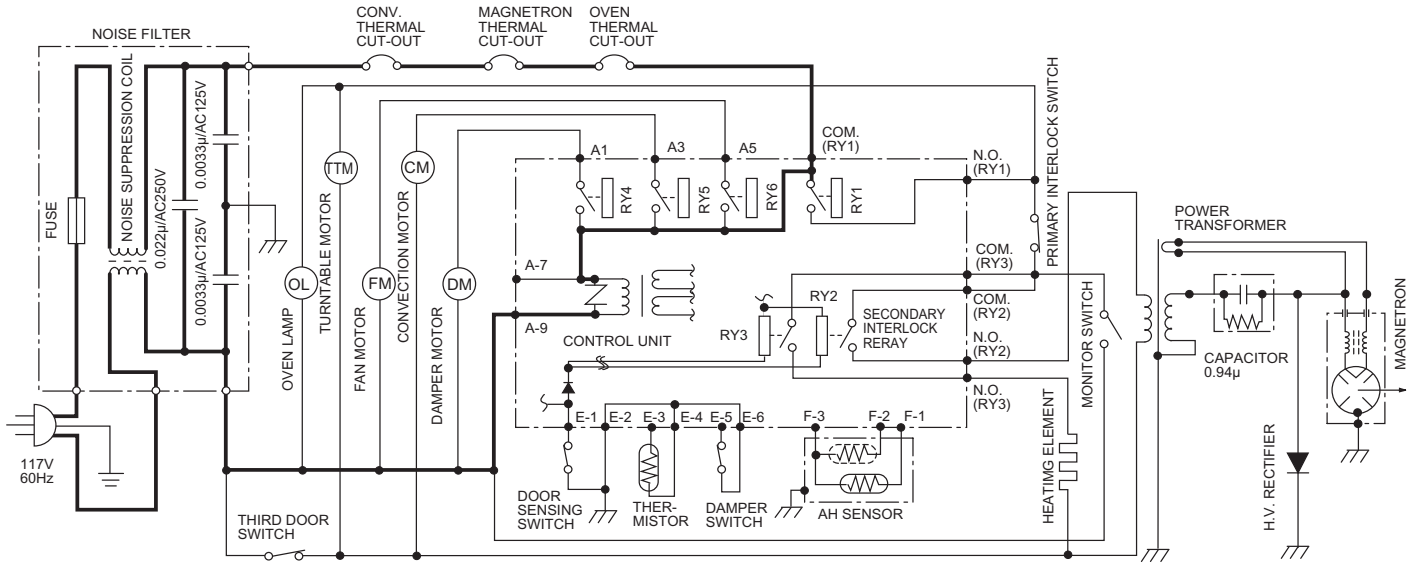 NOISE FILTER
CONV.
THERMAL
CUT-OUT
MAGNETRON
THERMAL
CUT-OUT
OVEN
THERMAL
CUT-OUT
FUSE
NOISE SUPPRESSION COIL
0.022μ/AC250V
0.0033μ/AC125V
0.0033μ/AC125V
117V
60Hz
OL
OVEN LAMP
TTM
TURNTABLE MOTOR
FM
FAN MOTOR
CM
CONVECTION MOTOR
DM
DAMPER MOTOR
A1
A3
A5
COM.
(RY1)
N.O.
(RY1)
RY4
RY5
RY6
RY1
PRIMARY INTERLOCK SWITCH
A-7
A-9
CONTROL UNIT
COM.
(RY3)
COM.
(RY2)
RY2
RY3
SECONDARY
INTERLOCK
RERAY
N.O.
(RY2)
N.O.
(RY3)
MONITOR SWITCH
POWER
TRANSFORMER
CAPACITOR
0.94μ
MAGNETRON
H.V. RECTIFIER
HEATIMG ELEMENT
E-1
E-2
E-3
E-4
E-5
E-6
F-3
F-2
F-1
DOOR
SENSING
SWITCH
THER-
MISTOR
DAMPER
SWITCH
AH SENSOR
THIRD DOOR
SWITCH